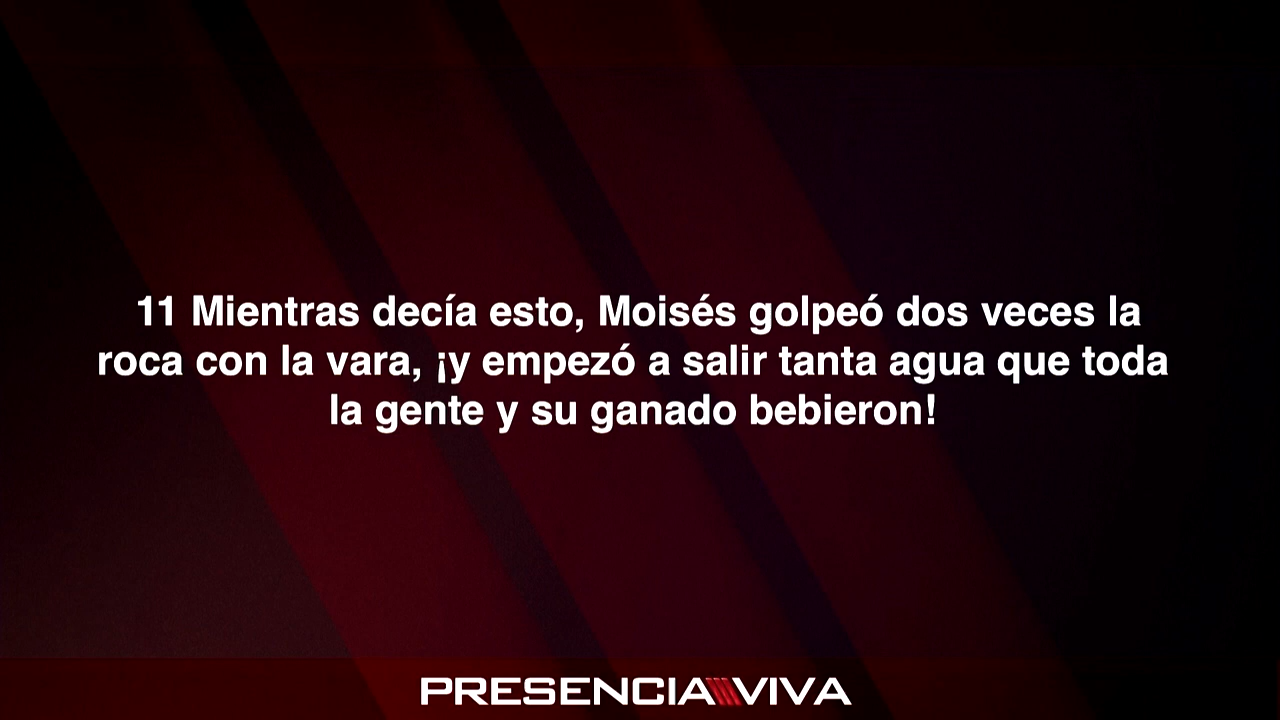 11 Mientras decía esto, Moisés golpeó dos veces la
roca con la vara, ¡y empezó a salir tanta agua que toda
la gente y su ganado bebieron!
PRESENCIA VIVA